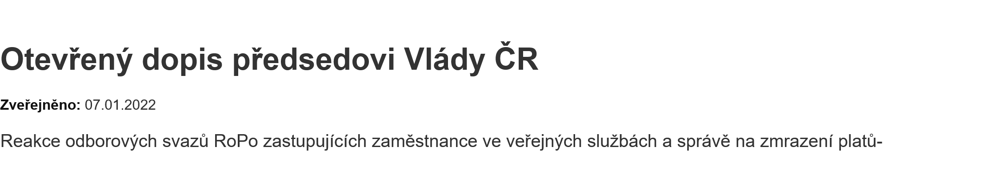 Otevřený dopis předsedovi Vlády ČR
Zveřejněno: 07.01.2022
Reakce odborových svazů RoPo zastupujících zaměstnance ve veřejných službách a správě na zmrazení platů-